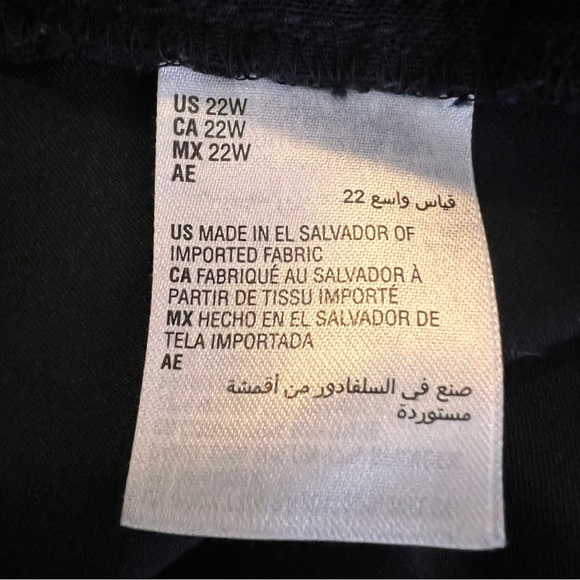 US 22W
CA 22W
MX 22W
AE
قياس واسع 22
US MADE IN EL SALVADOR OF
IMPORTED FABRIC
CA FABRIQUÉ AU SALVADOR À
PARTIR DE TISSU IMPORTÉ
MX HECHO EN EL SALVADOR DE
TELA IMPORTADA
AE
صنع في السلفادور من أقمشة
مستوردة